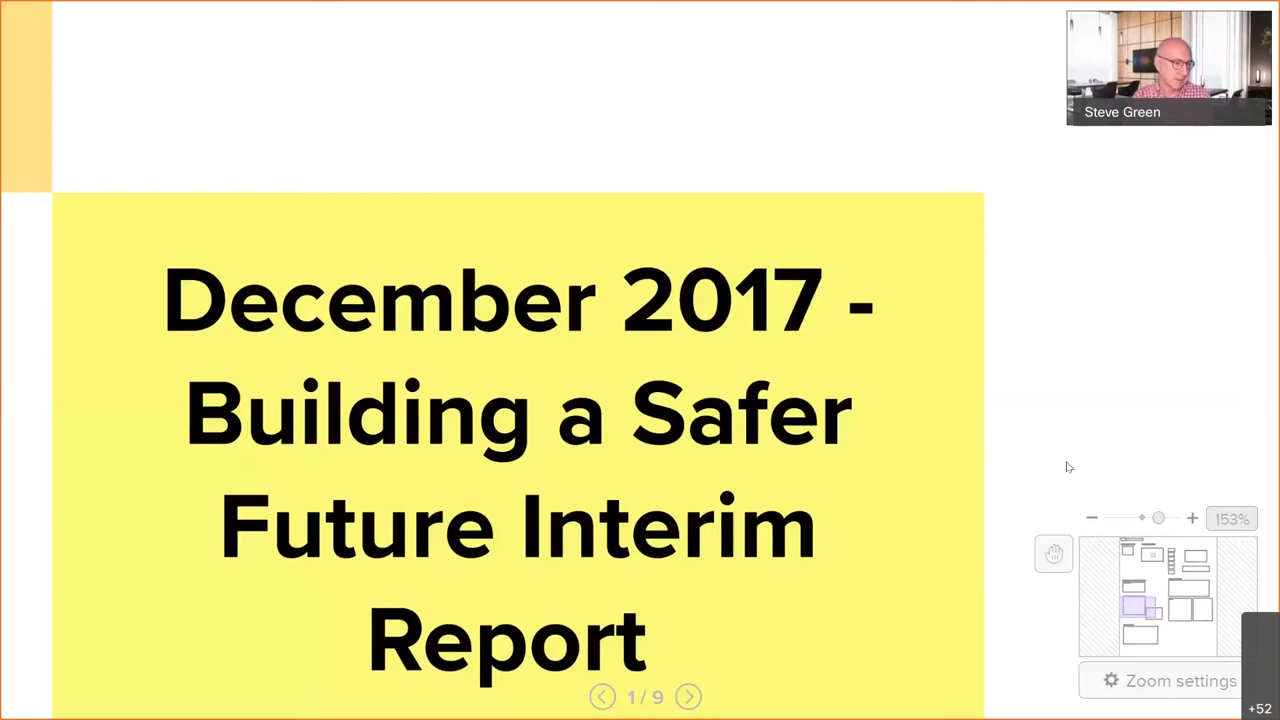 Steve Green
December 2017 -
Building a Safer
Future Interim
Report
153%
Zoom settings
1 / 9
+52